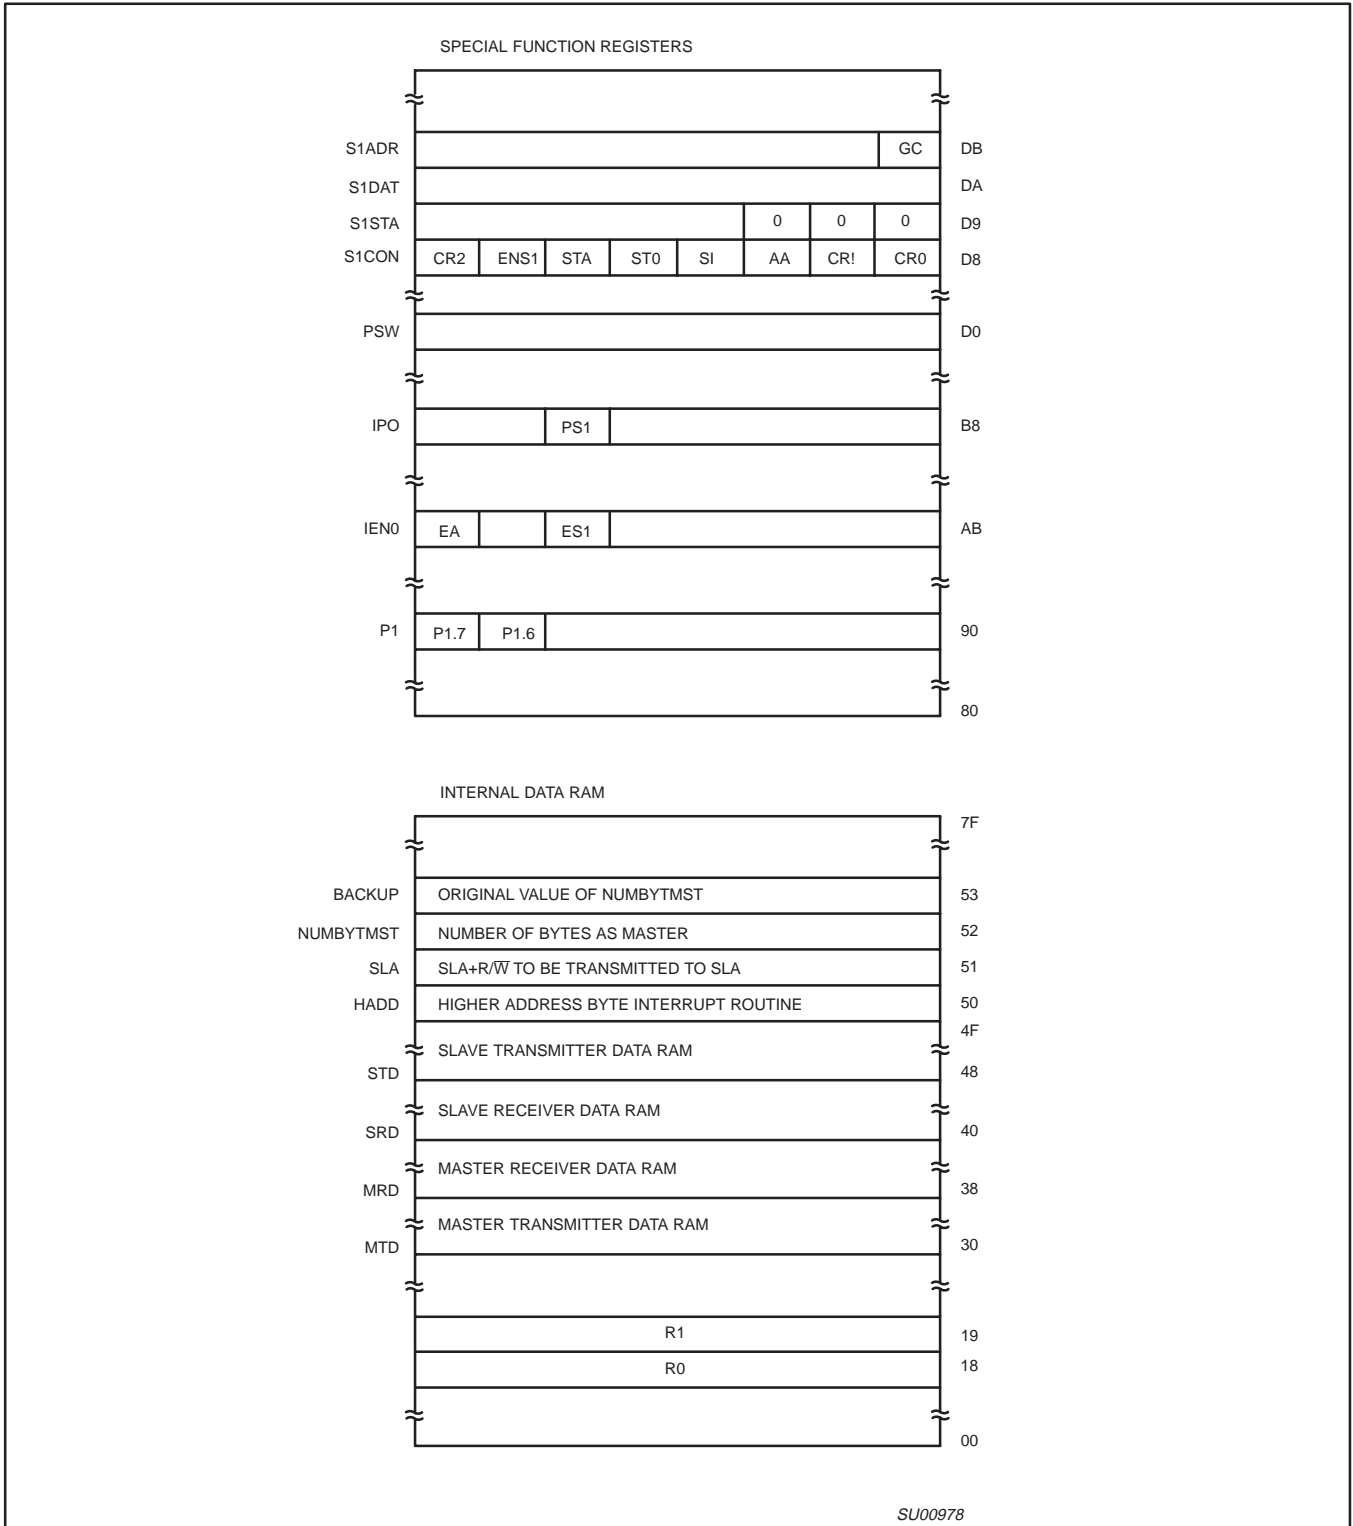 SPECIAL FUNCTION REGISTERS
S1ADR GC DB
S1DAT DA
S1STA 0 0 0 D9
S1CON CR2 ENS1 STA ST0 SI AA CR! CR0 D8
PSW D0
IPO PS1 B8
IEN0 EA ES1 AB
P1 P1.7 P1.6 90
80
INTERNAL DATA RAM
7F
BACKUP ORIGINAL VALUE OF NUMBYTMST 53
NUMBYTMST NUMBER OF BYTES AS MASTER 52
SLA SLA+R/W̅ TO BE TRANSMITTED TO SLA 51
HADD HIGHER ADDRESS BYTE INTERRUPT ROUTINE 50
4F
SLAVE TRANSMITTER DATA RAM
STD 48
SLAVE RECEIVER DATA RAM
SRD 40
MASTER RECEIVER DATA RAM
MRD 38
MASTER TRANSMITTER DATA RAM
MTD 30
R1 19
R0 18
00
SU00978